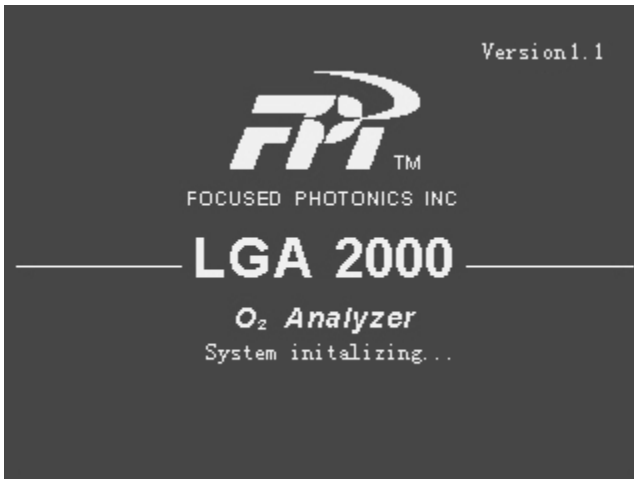 Version1.1
FPI
TM
FOCUSED PHOTONICS INC
LGA 2000
O₂ Analyzer
System initalizing...